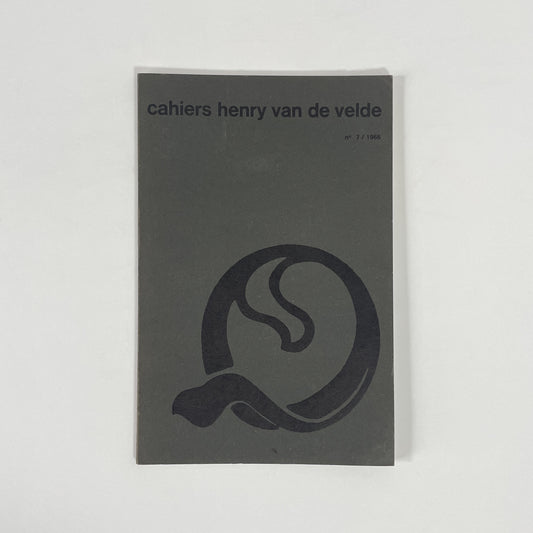 cahiers henry van de velde
n° 7 / 1966